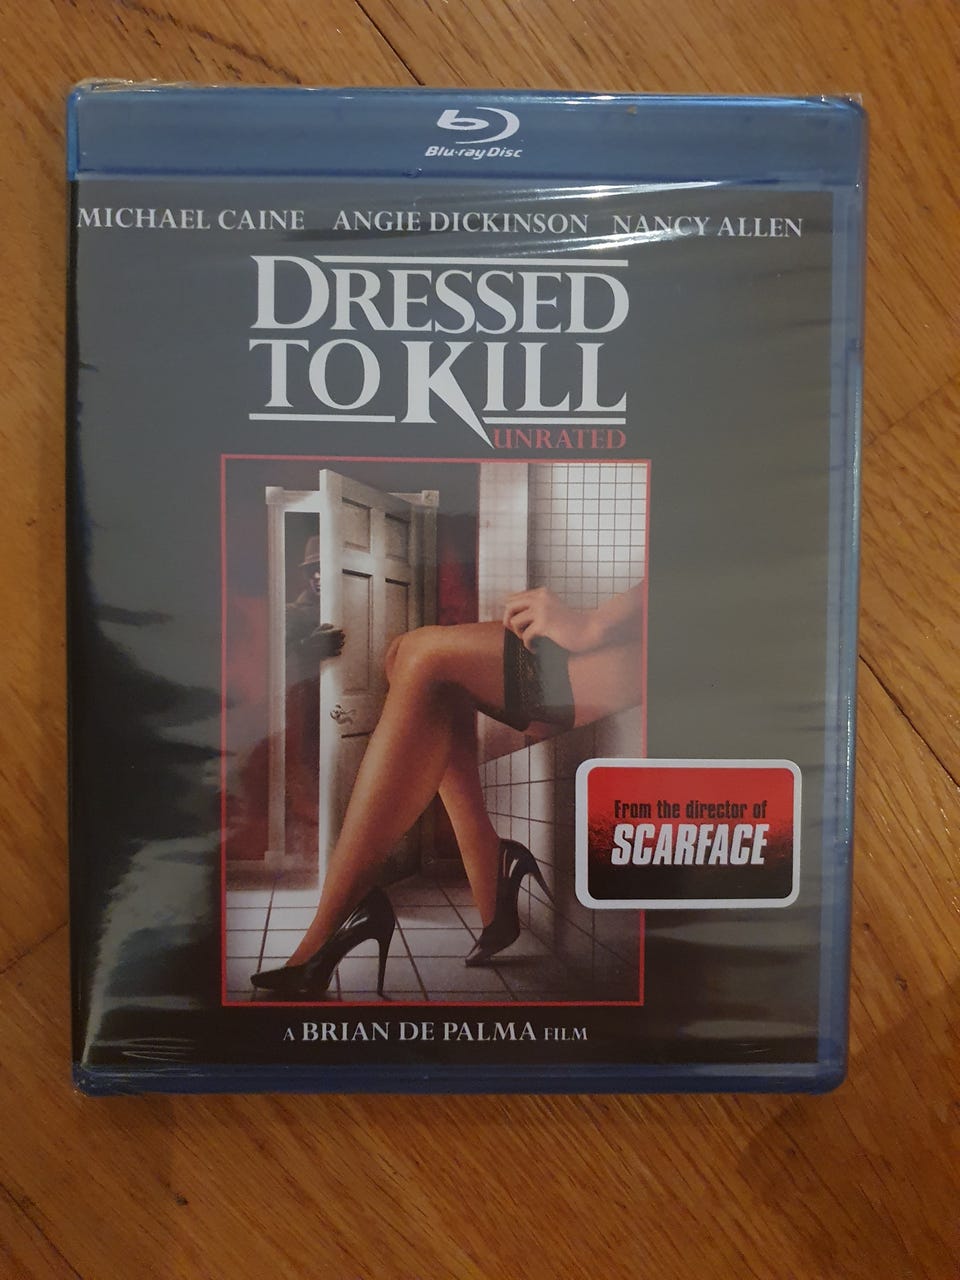 Blu-ray Disc
MICHAEL CAINE ANGIE DICKINSON NANCY ALLEN
DRESSED
TO KILL
UNRATED
From the director of
SCARFACE
A BRIAN DE PALMA FILM